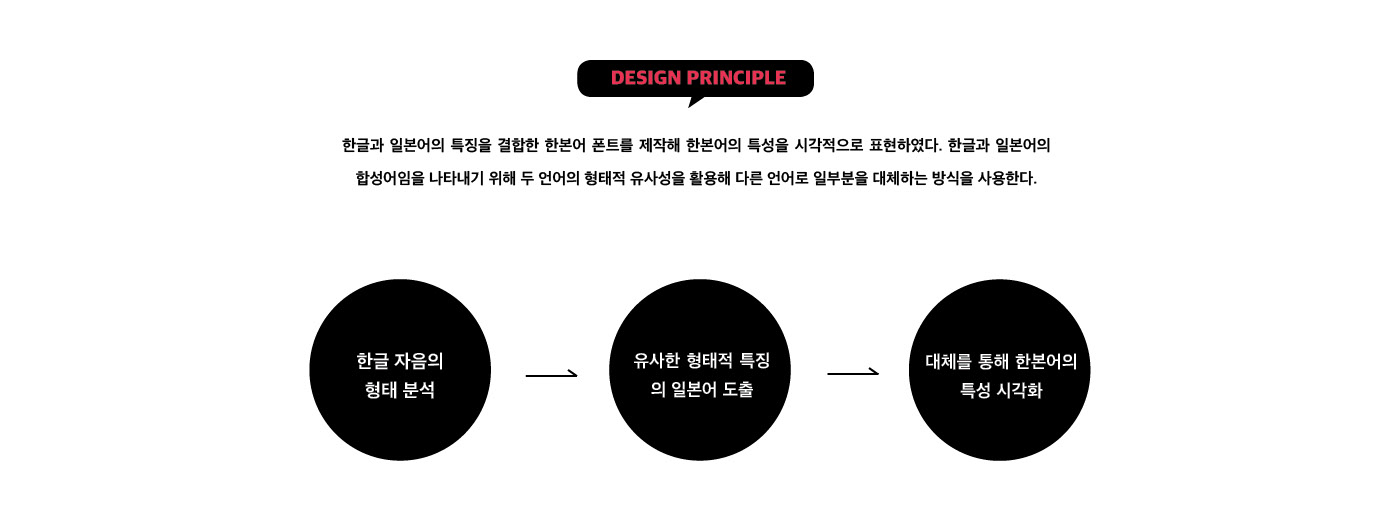 DESIGN PRINCIPLE
한글과 일본어의 특징을 결합한 한본어 폰트를 제작해 한본어의 특성을 시각적으로 표현하였다. 한글과 일본어의
합성어임을 나타내기 위해 두 언어의 형태적 유사성을 활용해 다른 언어로 일부분을 대체하는 방식을 사용한다.
한글 자음의
형태 분석
유사한 형태적 특징
의 일본어 도출
대체를 통해 한본어의
특성 시각화